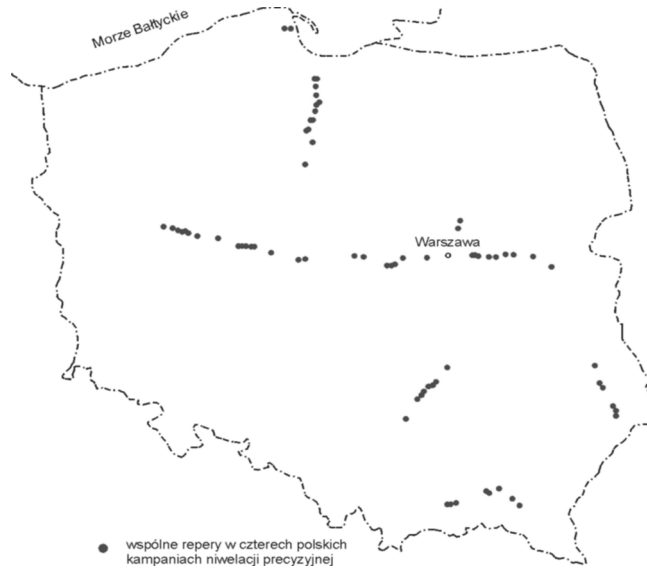 Morze Bałtyckie
Warszawa
wspólne repery w czterech polskich
kampaniach niwelacji precyzyjnej